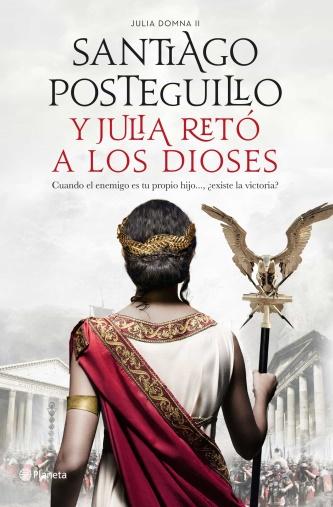 JULIA DOMNA II
SANTIAGO
POSTEGUILLO
Y JULIA RETÓ
A LOS DIOSES
Cuando el enemigo es tu propio hijo..., ¿existe la victoria?
Planeta